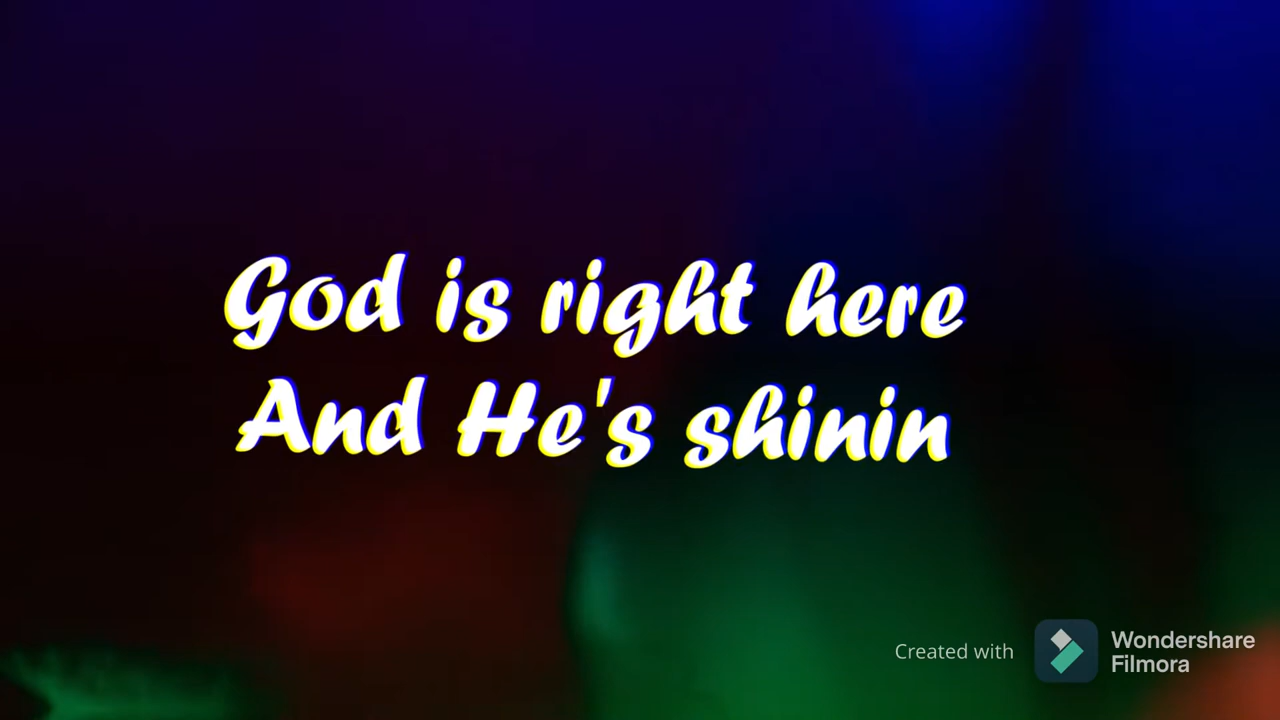 God is right here
And He's shinin
Created with
Wondershare
Filmora